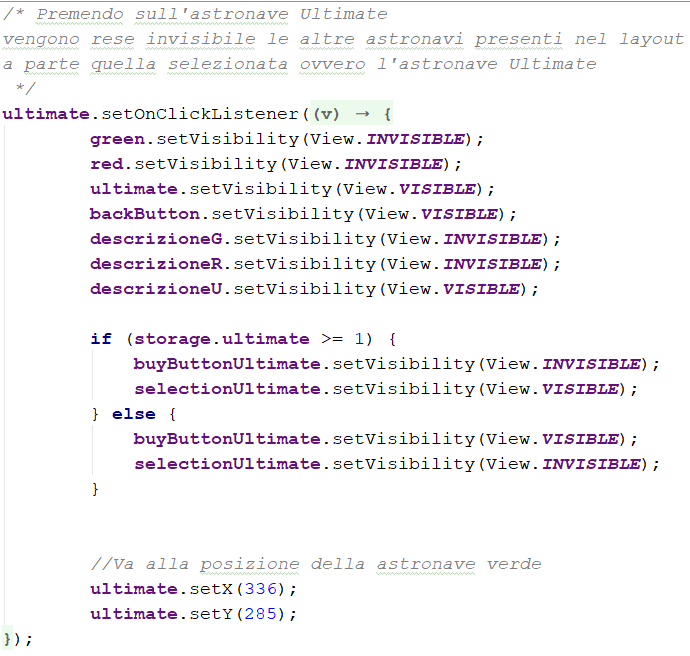 /* Premendo sull'astronave Ultimate
vengono rese invisibile le altre astronavi presenti nel layout
a parte quella selezionata ovvero l'astronave Ultimate
 */
ultimate.setOnClickListener((v) → {
        green.setVisibility(View.INVISIBLE);
        red.setVisibility(View.INVISIBLE);
        ultimate.setVisibility(View.VISIBLE);
        backButton.setVisibility(View.VISIBLE);
        descrizioneG.setVisibility(View.INVISIBLE);
        descrizioneR.setVisibility(View.INVISIBLE);
        descrizioneU.setVisibility(View.VISIBLE);

        if (storage.ultimate >= 1) {
            buyButtonUltimate.setVisibility(View.INVISIBLE);
            selectionUltimate.setVisibility(View.VISIBLE);
        } else {
            buyButtonUltimate.setVisibility(View.VISIBLE);
            selectionUltimate.setVisibility(View.INVISIBLE);
        }


        //Va alla posizione della astronave verde
        ultimate.setX(336);
        ultimate.setY(285);
});